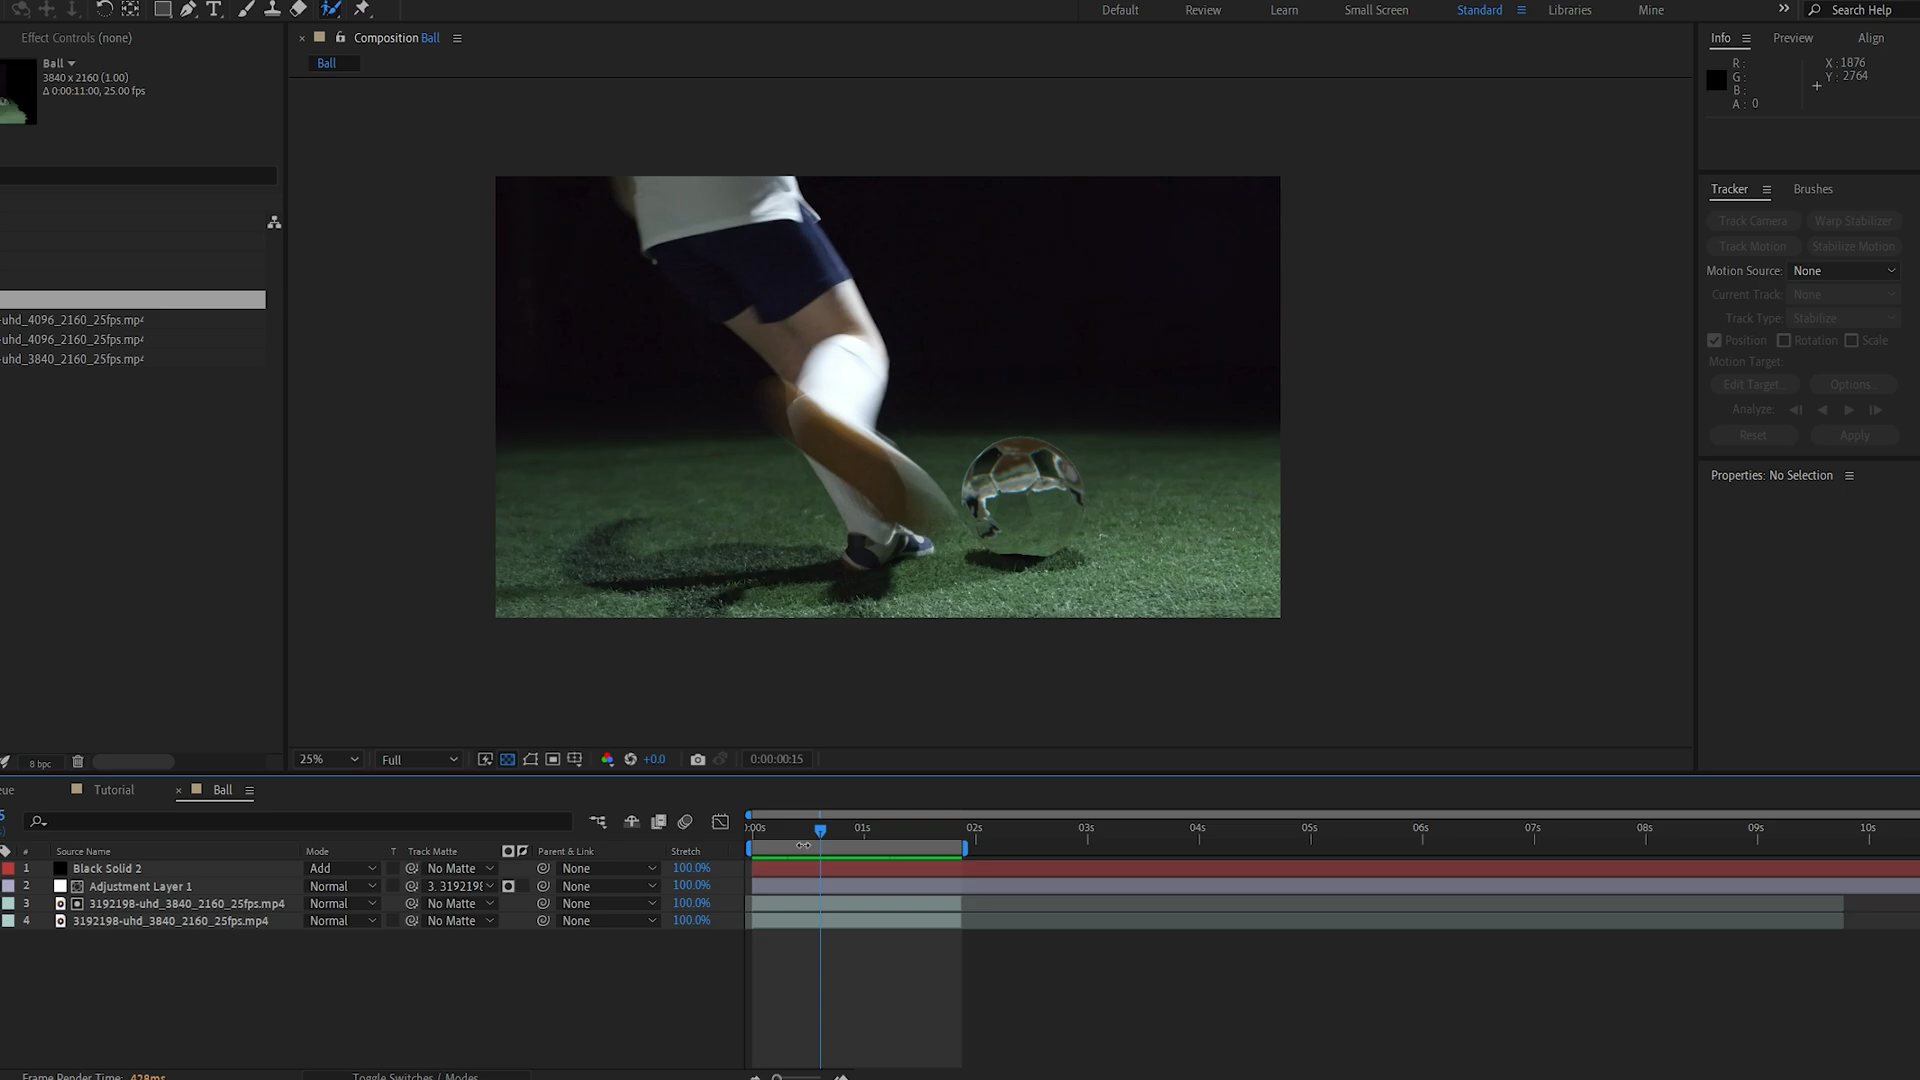 Default Review Learn Small Screen Standard Libraries Mine Search Help
Effect Controls (none)
Composition Ball
Info Preview Align
Ball
Ball
3840 x 2160 (1.00)
Δ 0:00:11:00, 25.00 fps
R :
G :
B :
A : 0
X : 1876
Y : 2764
Tracker Brushes
Track Camera Warp Stabilizer
Track Motion Stabilize Motion
Motion Source: None
Current Track: None
Track Type: Stabilize
Position Rotation Scale
Motion Target:
Edit Target... Options...
Analyze:
Reset Apply
Properties: No Selection
-uhd_4096_2160_25fps.mp4
-uhd_4096_2160_25fps.mp4
-uhd_3840_2160_25fps.mp4
8 bpc
25% Full +0.0 0:00:00:15
eue Tutorial Ball
:00s 01s 02s 03s 04s 05s 06s 07s 08s 09s 10s
# Source Name Mode T Track Matte Parent & Link Stretch
1 Black Solid 2 Add No Matte None 100.0%
2 Adjustment Layer 1 Normal 3. 3192198 None 100.0%
3 3192198-uhd_3840_2160_25fps.mp4 Normal No Matte None 100.0%
4 3192198-uhd_3840_2160_25fps.mp4 Normal No Matte None 100.0%
Frame Render Time: 428ms Toggle Switches / Modes